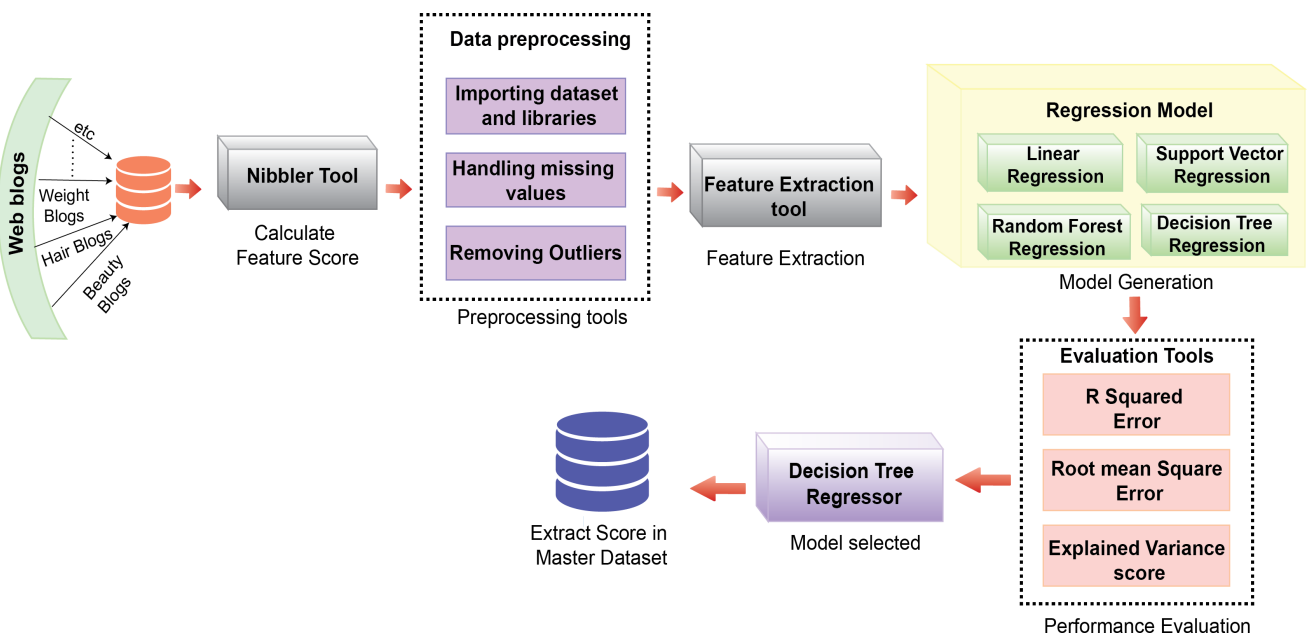 Web blogs
etc
Weight
Blogs
Hair Blogs
Beauty
Blogs
Nibbler Tool
Calculate
Feature Score
Data preprocessing
Importing dataset
and libraries
Handling missing
values
Removing Outliers
Preprocessing tools
Feature Extraction
tool
Feature Extraction
Regression Model
Linear
Regression
Support Vector
Regression
Random Forest
Regression
Decision Tree
Regression
Model Generation
Evaluation Tools
R Squared
Error
Root mean Square
Error
Explained Variance
score
Performance Evaluation
Decision Tree
Regressor
Model selected
Extract Score in
Master Dataset